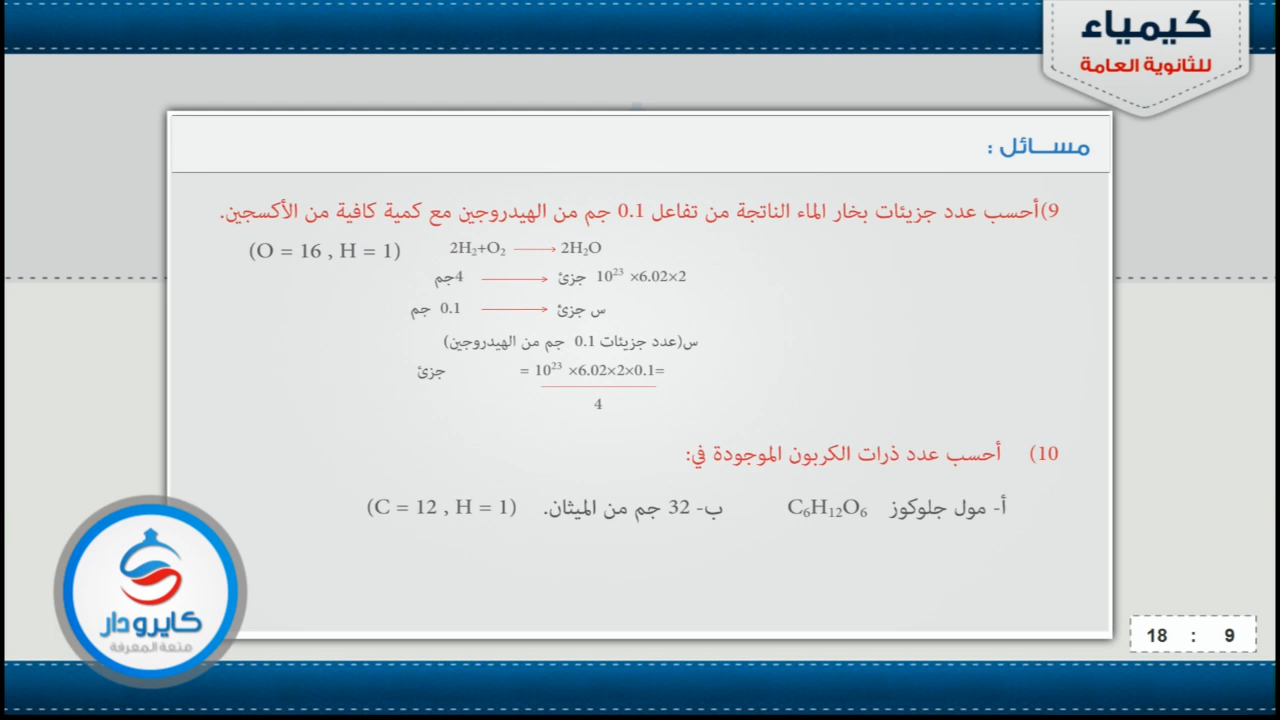 كيمياء
للثانوية العامة
مسـائل :
9)أحسب عدد جزيئات بخار الماء الناتجة من تفاعل 0.1 جم من الهيدروجين مع كمية كافية من الأكسجين.
2H₂+O₂ ⟶ 2H₂O (O = 16 , H = 1)
4جم ⟶ جزئ 10²³ ×6.02×2
0.1 جم ⟶ س جزئ
س(عدد جزيئات 0.1 جم من الهيدروجين)
= 10²³ ×6.02×2×0.1= جزئ
4
10) أحسب عدد ذرات الكربون الموجودة في:
أ- مول جلوكوز C₆H₁₂O₆ ب- 32 جم من الميثان. (C = 12 , H = 1)
كايرودار
متعة المعرفة
18 : 9